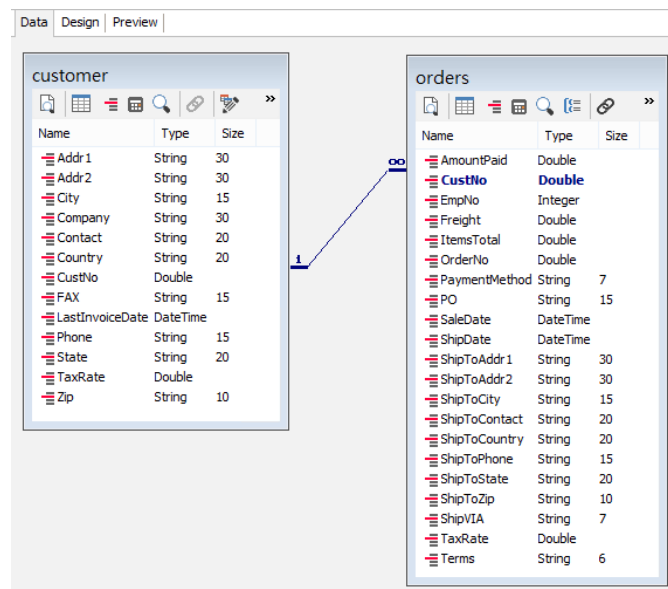 Data Design Preview
customer
»
Name Type Size
Addr1 String 30
Addr2 String 30
City String 15
Company String 30
Contact String 20
Country String 20
CustNo Double
FAX String 15
LastInvoiceDate DateTime
Phone String 15
State String 20
TaxRate Double
Zip String 10
1
∞
orders
»
Name Type Size
AmountPaid Double
CustNo Double
EmpNo Integer
Freight Double
ItemsTotal Double
OrderNo Double
PaymentMethod String 7
PO String 15
SaleDate DateTime
ShipDate DateTime
ShipToAddr1 String 30
ShipToAddr2 String 30
ShipToCity String 15
ShipToContact String 20
ShipToCountry String 20
ShipToPhone String 15
ShipToState String 20
ShipToZip String 10
ShipVIA String 7
TaxRate Double
Terms String 6